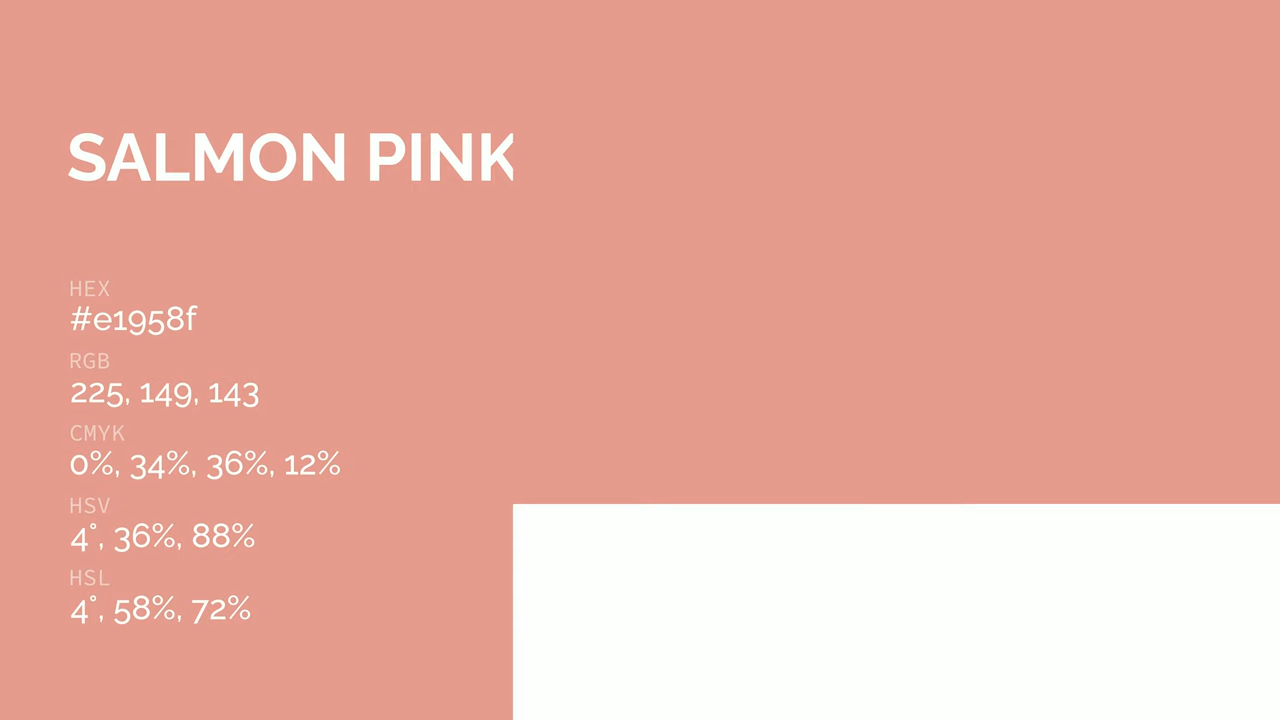 SALMON PINK
HEX
#e1958f
RGB
225, 149, 143
CMYK
0%, 34%, 36%, 12%
HSV
4°, 36%, 88%
HSL
4°, 58%, 72%